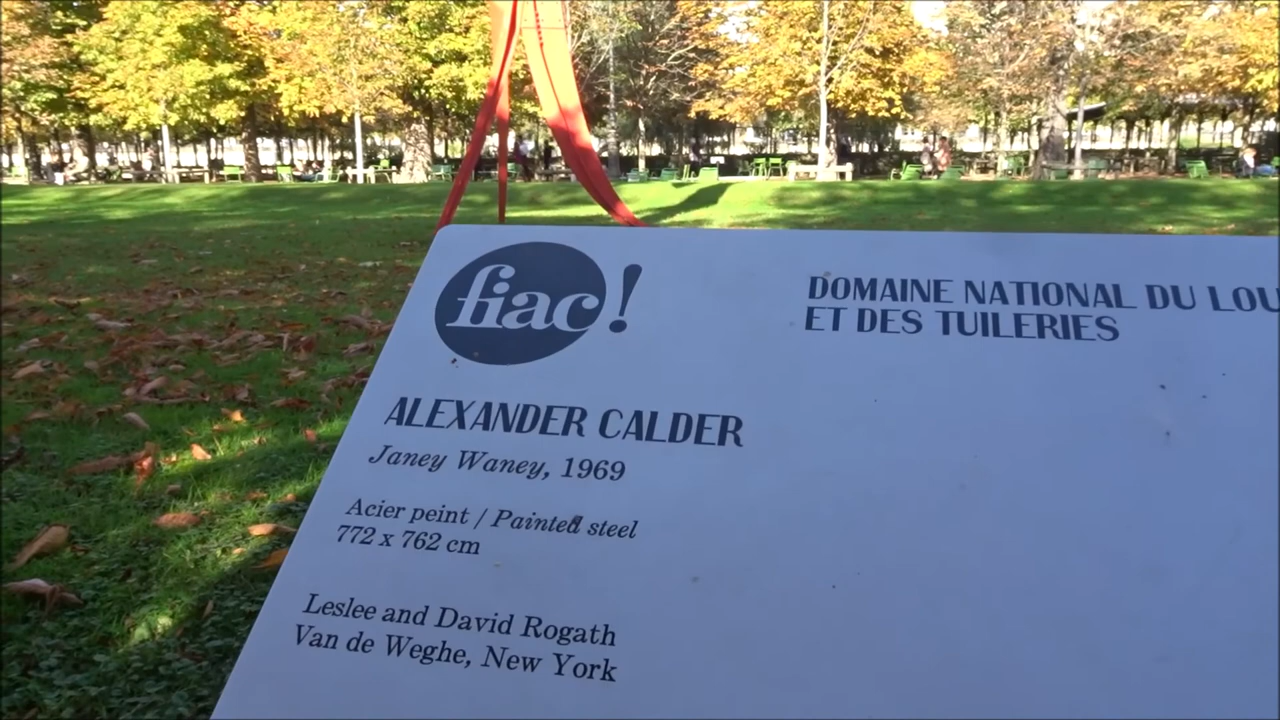 fiac!
DOMAINE NATIONAL DU LOU
ET DES TUILERIES
ALEXANDER CALDER
Janey Waney, 1969
Acier peint / Painted steel
772 x 762 cm
Leslee and David Rogath
Van de Weghe, New York